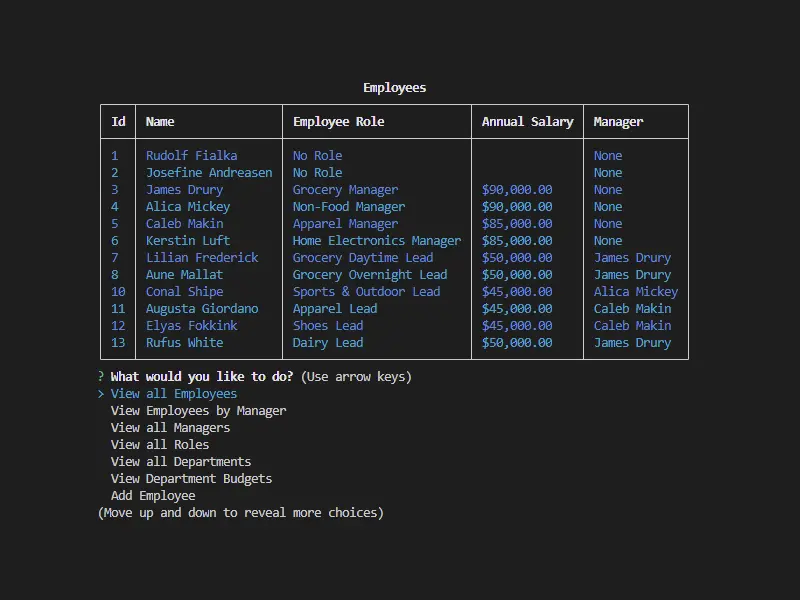 Employees
Id Name Employee Role Annual Salary Manager
1 Rudolf Fialka No Role None
2 Josefine Andreasen No Role None
3 James Drury Grocery Manager $90,000.00 None
4 Alica Mickey Non-Food Manager $90,000.00 None
5 Caleb Makin Apparel Manager $85,000.00 None
6 Kerstin Luft Home Electronics Manager $85,000.00 None
7 Lilian Frederick Grocery Daytime Lead $50,000.00 James Drury
8 Aune Mallat Grocery Overnight Lead $50,000.00 James Drury
10 Conal Shipe Sports & Outdoor Lead $45,000.00 Alica Mickey
11 Augusta Giordano Apparel Lead $45,000.00 Caleb Makin
12 Elyas Fokkink Shoes Lead $45,000.00 Caleb Makin
13 Rufus White Dairy Lead $50,000.00 James Drury
? What would you like to do? (Use arrow keys)
> View all Employees
View Employees by Manager
View all Managers
View all Roles
View all Departments
View Department Budgets
Add Employee
(Move up and down to reveal more choices)